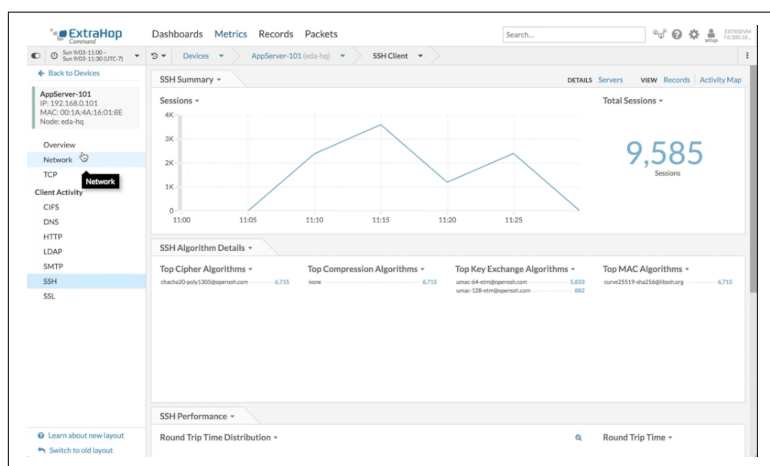 ExtraHop
Command
Dashboards Metrics Records Packets
Search...
setup
Sun 9/03-11:00 -
Sun 9/03-11:30 (UTC-7)
Devices
AppServer-101 (eda-hq)
SSH Client
Back to Devices
AppServer-101
IP: 192.168.0.101
MAC: 00:1A:4A:16:01:8E
Node: eda-hq
Overview
Network
TCP
Network
Client Activity
CIFS
DNS
HTTP
LDAP
SMTP
SSH
SSL
Learn about new layout
Switch to old layout
SSH Summary
DETAILS Servers VIEW Records Activity Map
Sessions
4K
3K
2K
1K
0
11:00 11:05 11:10 11:15 11:20 11:25
Total Sessions
9,585
Sessions
SSH Algorithm Details
Top Cipher Algorithms
chacha20-poly1305@openssh.com 6,715
Top Compression Algorithms
none 6,715
Top Key Exchange Algorithms
umac-64-etm@openssh.com 5,833
umac-128-etm@openssh.com 882
Top MAC Algorithms
curve25519-sha256@libssh.org 6,715
SSH Performance
Round Trip Time Distribution
Round Trip Time